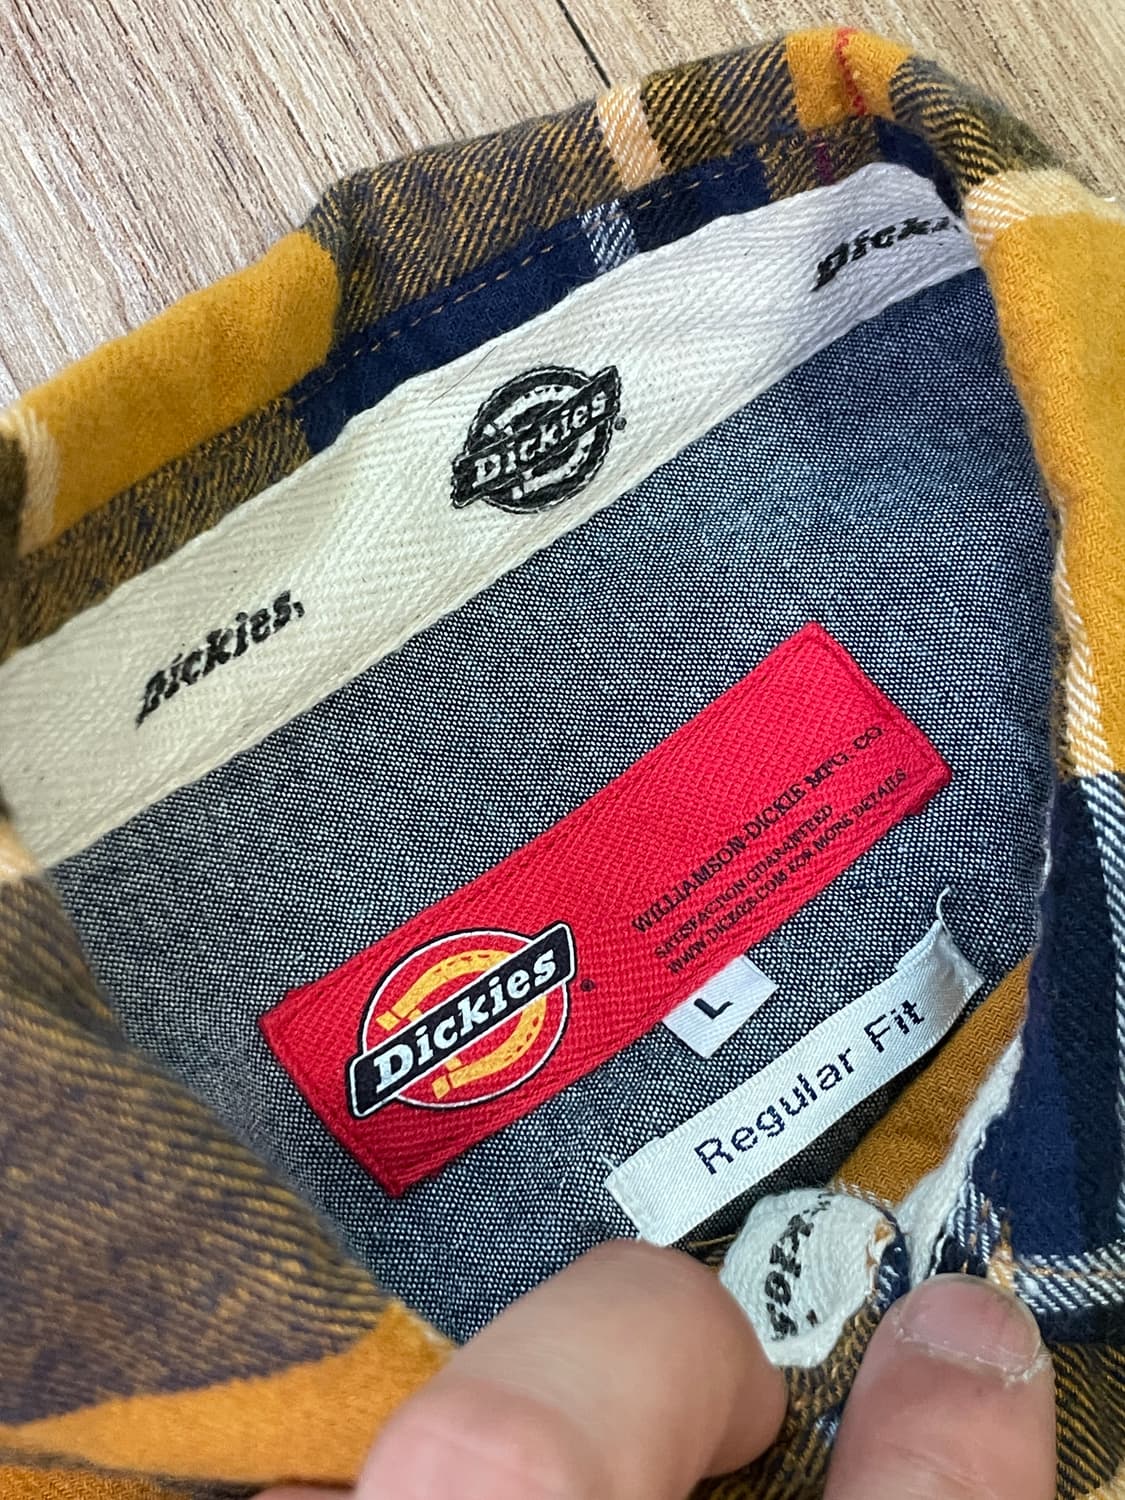 Dickies
Dickies
Dickies.
WILLIAMSON-DICKIE MFG. CO
SATISFACTION GUARANTEED
WWW.DICKIES.COM FOR MORE DETAILS
Dickies
L
Regular Fit